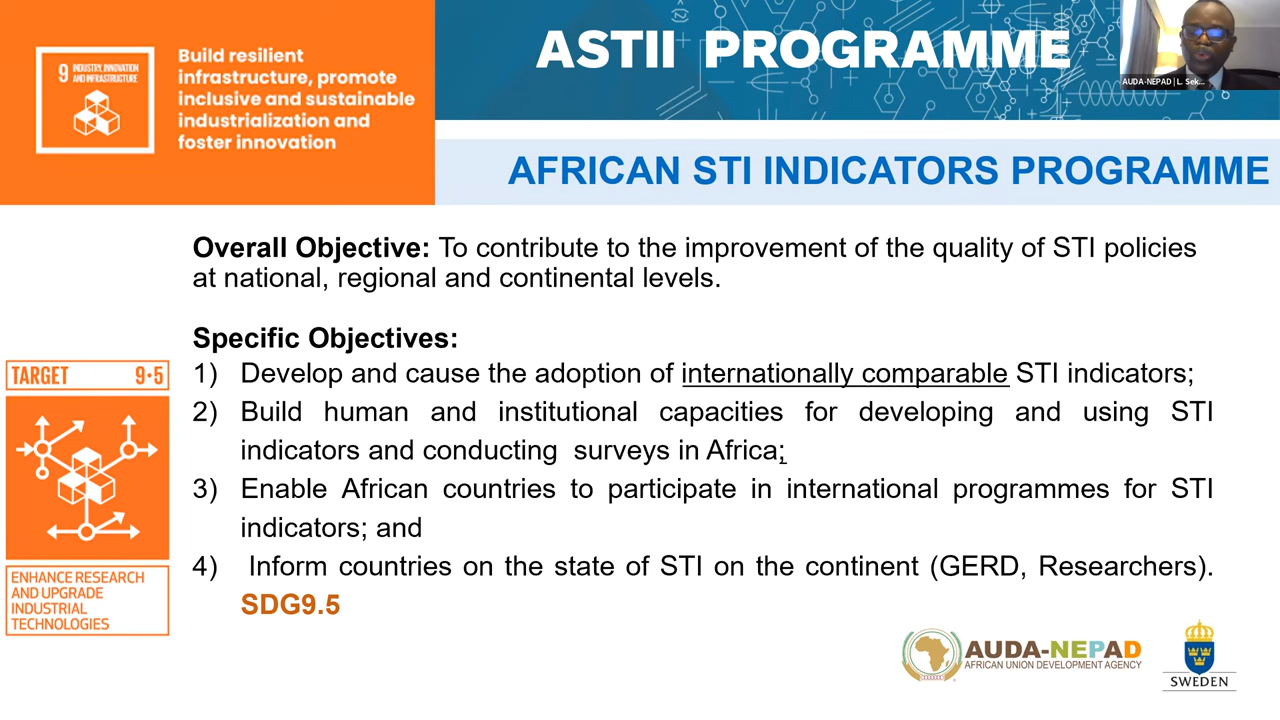 9 INDUSTRY, INNOVATION
AND INFRASTRUCTURE
Build resilient
infrastructure, promote
inclusive and sustainable
industrialization and
foster innovation
ASTII PROGRAMME
AUDA-NEPAD | L. Sek...
AFRICAN STI INDICATORS PROGRAMME
Overall Objective: To contribute to the improvement of the quality of STI policies
at national, regional and continental levels.
Specific Objectives:
1) Develop and cause the adoption of internationally comparable STI indicators;
2) Build human and institutional capacities for developing and using STI
indicators and conducting surveys in Africa;
3) Enable African countries to participate in international programmes for STI
indicators; and
4) Inform countries on the state of STI on the continent (GERD, Researchers).
SDG9.5
TARGET 9·5
ENHANCE RESEARCH
AND UPGRADE
INDUSTRIAL
TECHNOLOGIES
AUDA-NEPAD
AFRICAN UNION DEVELOPMENT AGENCY
SWEDEN